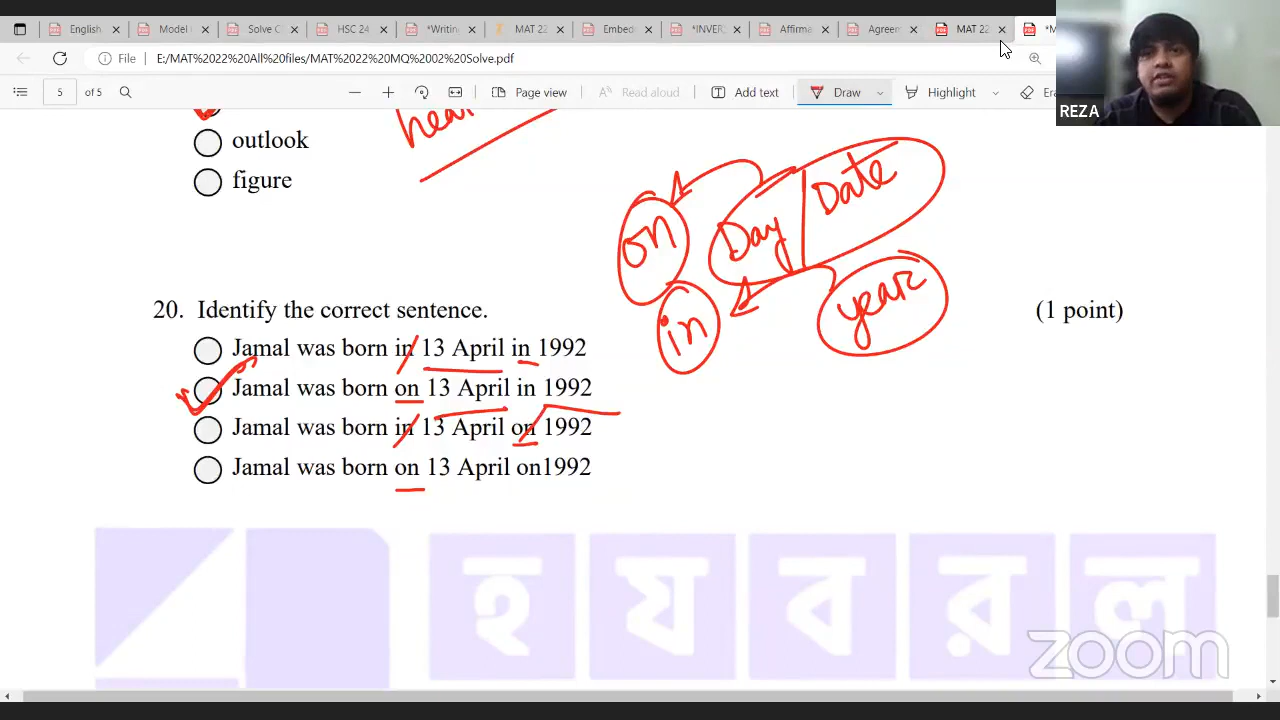 English
Model
Solve C
HSC 24
*Writing
MAT 22
Embed
*INVER
Affirma
Agreem
MAT 22
*M
File
E:/MAT%2022%20All%20files/MAT%2022%20MQ%2002%20Solve.pdf
5 of 5
Page view
Read aloud
Add text
Draw
Highlight
REZA
outlook
figure
on
Day
Date
in
year
20. Identify the correct sentence. (1 point)
Jamal was born in 13 April in 1992
Jamal was born on 13 April in 1992
Jamal was born in 13 April on 1992
Jamal was born on 13 April on1992
হ য ব র ল
zoom